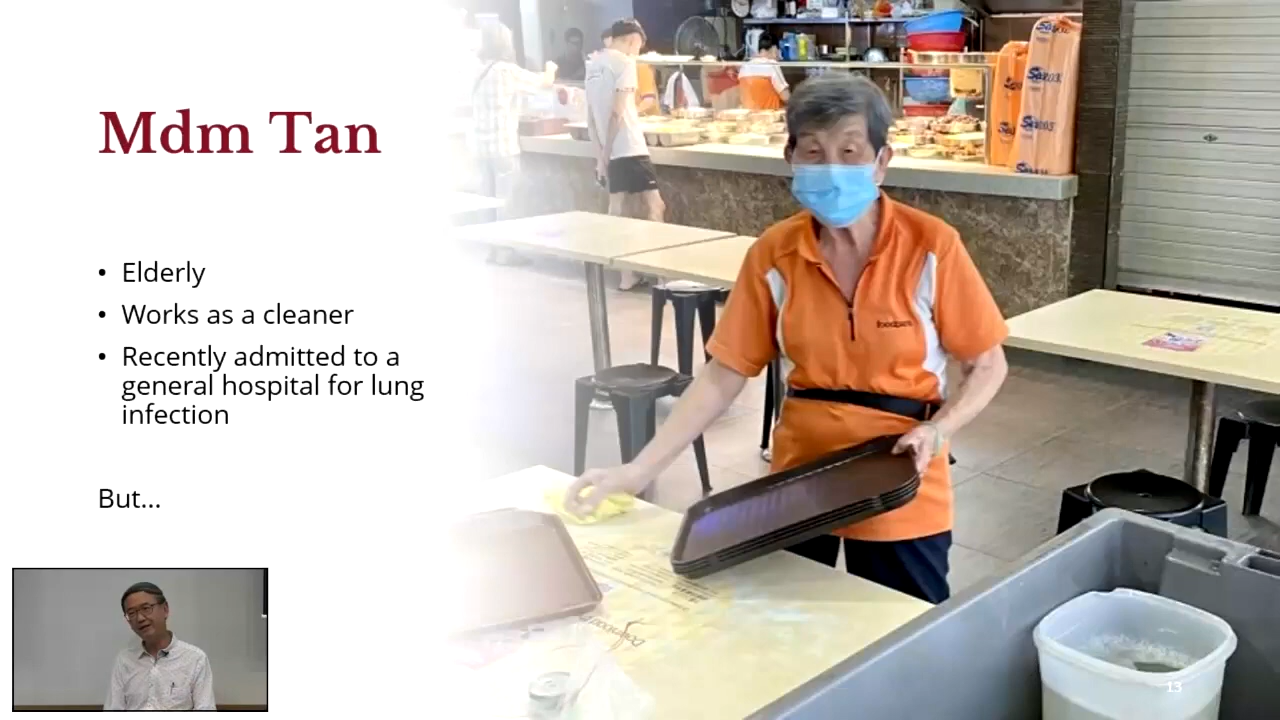 Mdm Tan
• Elderly
• Works as a cleaner
• Recently admitted to a
general hospital for lung
infection
But...
13